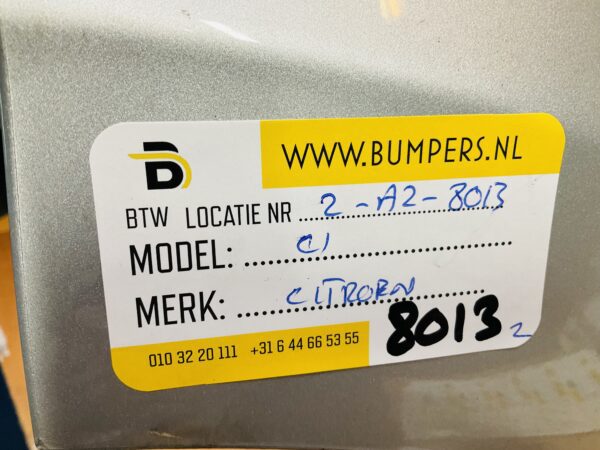 WWW.BUMPERS.NL
BTW LOCATIE NR 2-A2-8013
MODEL: C1
MERK: CITROEN
8013 2
010 32 20 111 +31 6 44 66 53 55